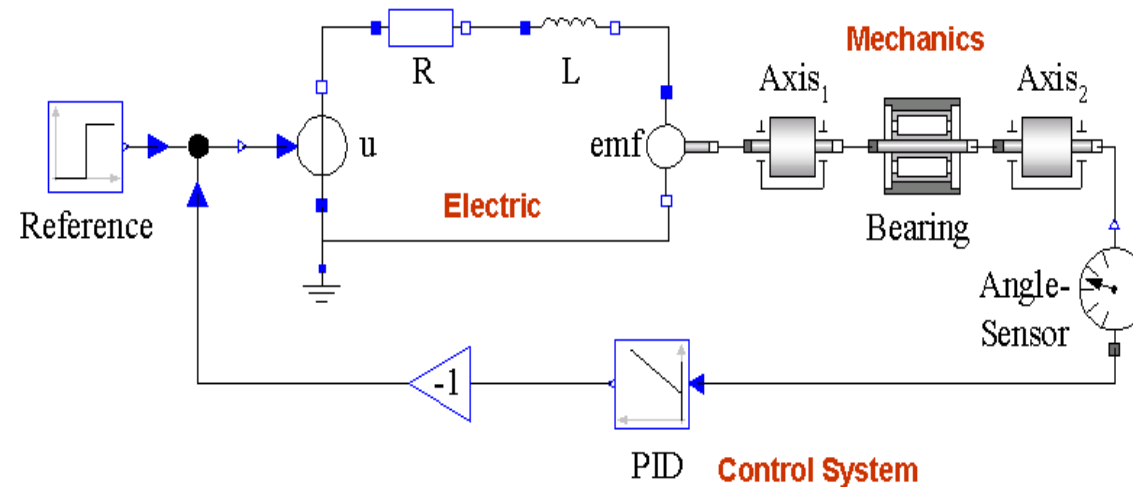 Mechanics
R
L
Axis1
Axis2
u
emf
Reference
Electric
Bearing
Angle-
Sensor
-1
PID
Control System